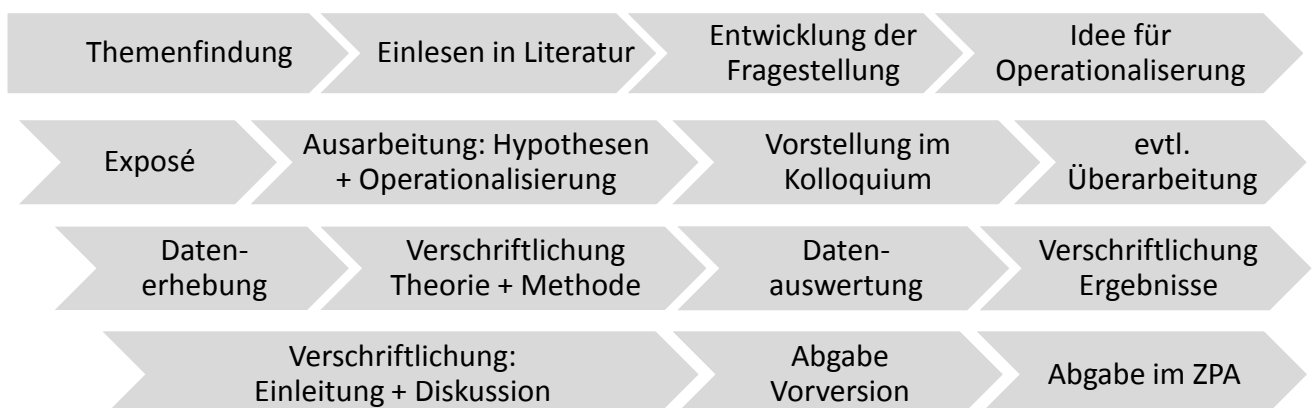 Themenfindung
Einlesen in Literatur
Entwicklung der
Fragestellung
Idee für
Operationaliserung
Exposé
Ausarbeitung: Hypothesen
+ Operationalisierung
Vorstellung im
Kolloquium
evtl.
Überarbeitung
Daten-
erhebung
Verschriftlichung
Theorie + Methode
Daten-
auswertung
Verschriftlichung
Ergebnisse
Verschriftlichung:
Einleitung + Diskussion
Abgabe
Vorversion
Abgabe im ZPA